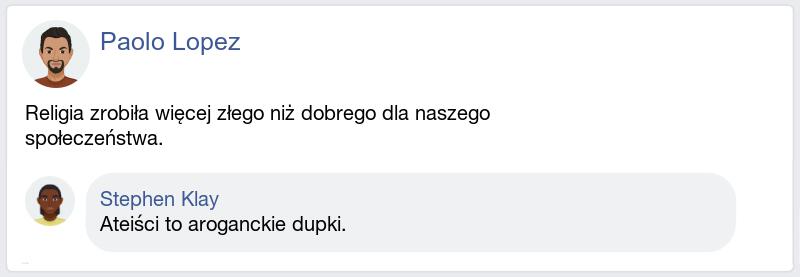 Paolo Lopez
Religia zrobiła więcej złego niż dobrego dla naszego
społeczeństwa.
Stephen Klay
Ateiści to aroganckie dupki.